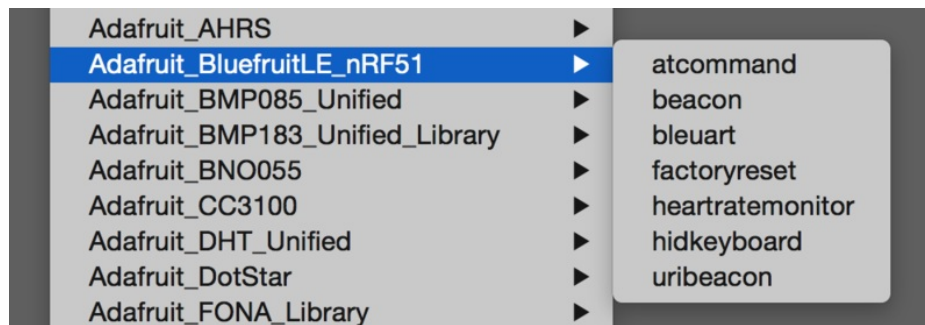 Adafruit_AHRS
Adafruit_BluefruitLE_nRF51
Adafruit_BMP085_Unified
Adafruit_BMP183_Unified_Library
Adafruit_BNO055
Adafruit_CC3100
Adafruit_DHT_Unified
Adafruit_DotStar
Adafruit_FONA_Library
atcommand
beacon
bleuart
factoryreset
heartratemonitor
hidkeyboard
uribeacon